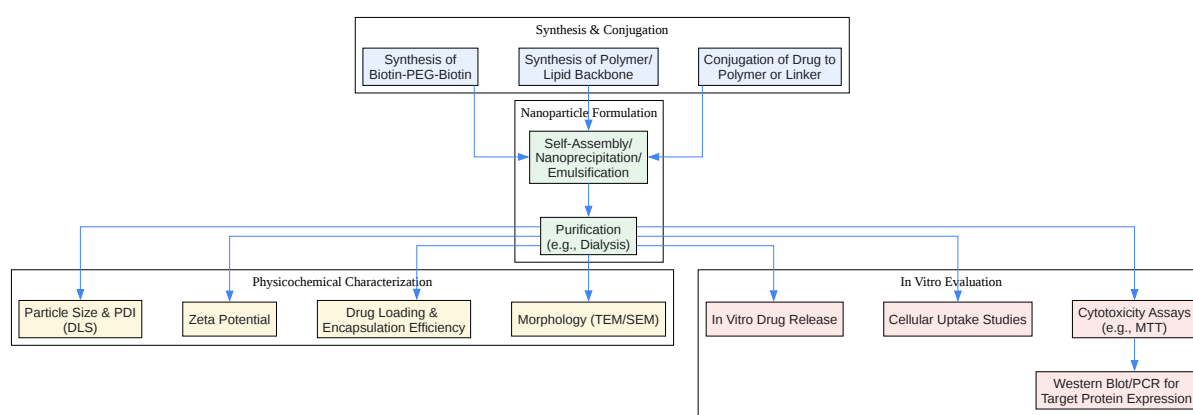 Synthesis & Conjugation
Synthesis of
Biotin-PEG-Biotin
Synthesis of Polymer/
Lipid Backbone
Conjugation of Drug to
Polymer or Linker
Nanoparticle Formulation
Self-Assembly/
Nanoprecipitation/
Emulsification
Purification
(e.g., Dialysis)
Physicochemical Characterization
Particle Size & PDI
(DLS)
Zeta Potential
Drug Loading &
Encapsulation Efficiency
Morphology (TEM/SEM)
In Vitro Evaluation
In Vitro Drug Release
Cellular Uptake Studies
Cytotoxicity Assays
(e.g., MTT)
Western Blot/PCR for
Target Protein Expression